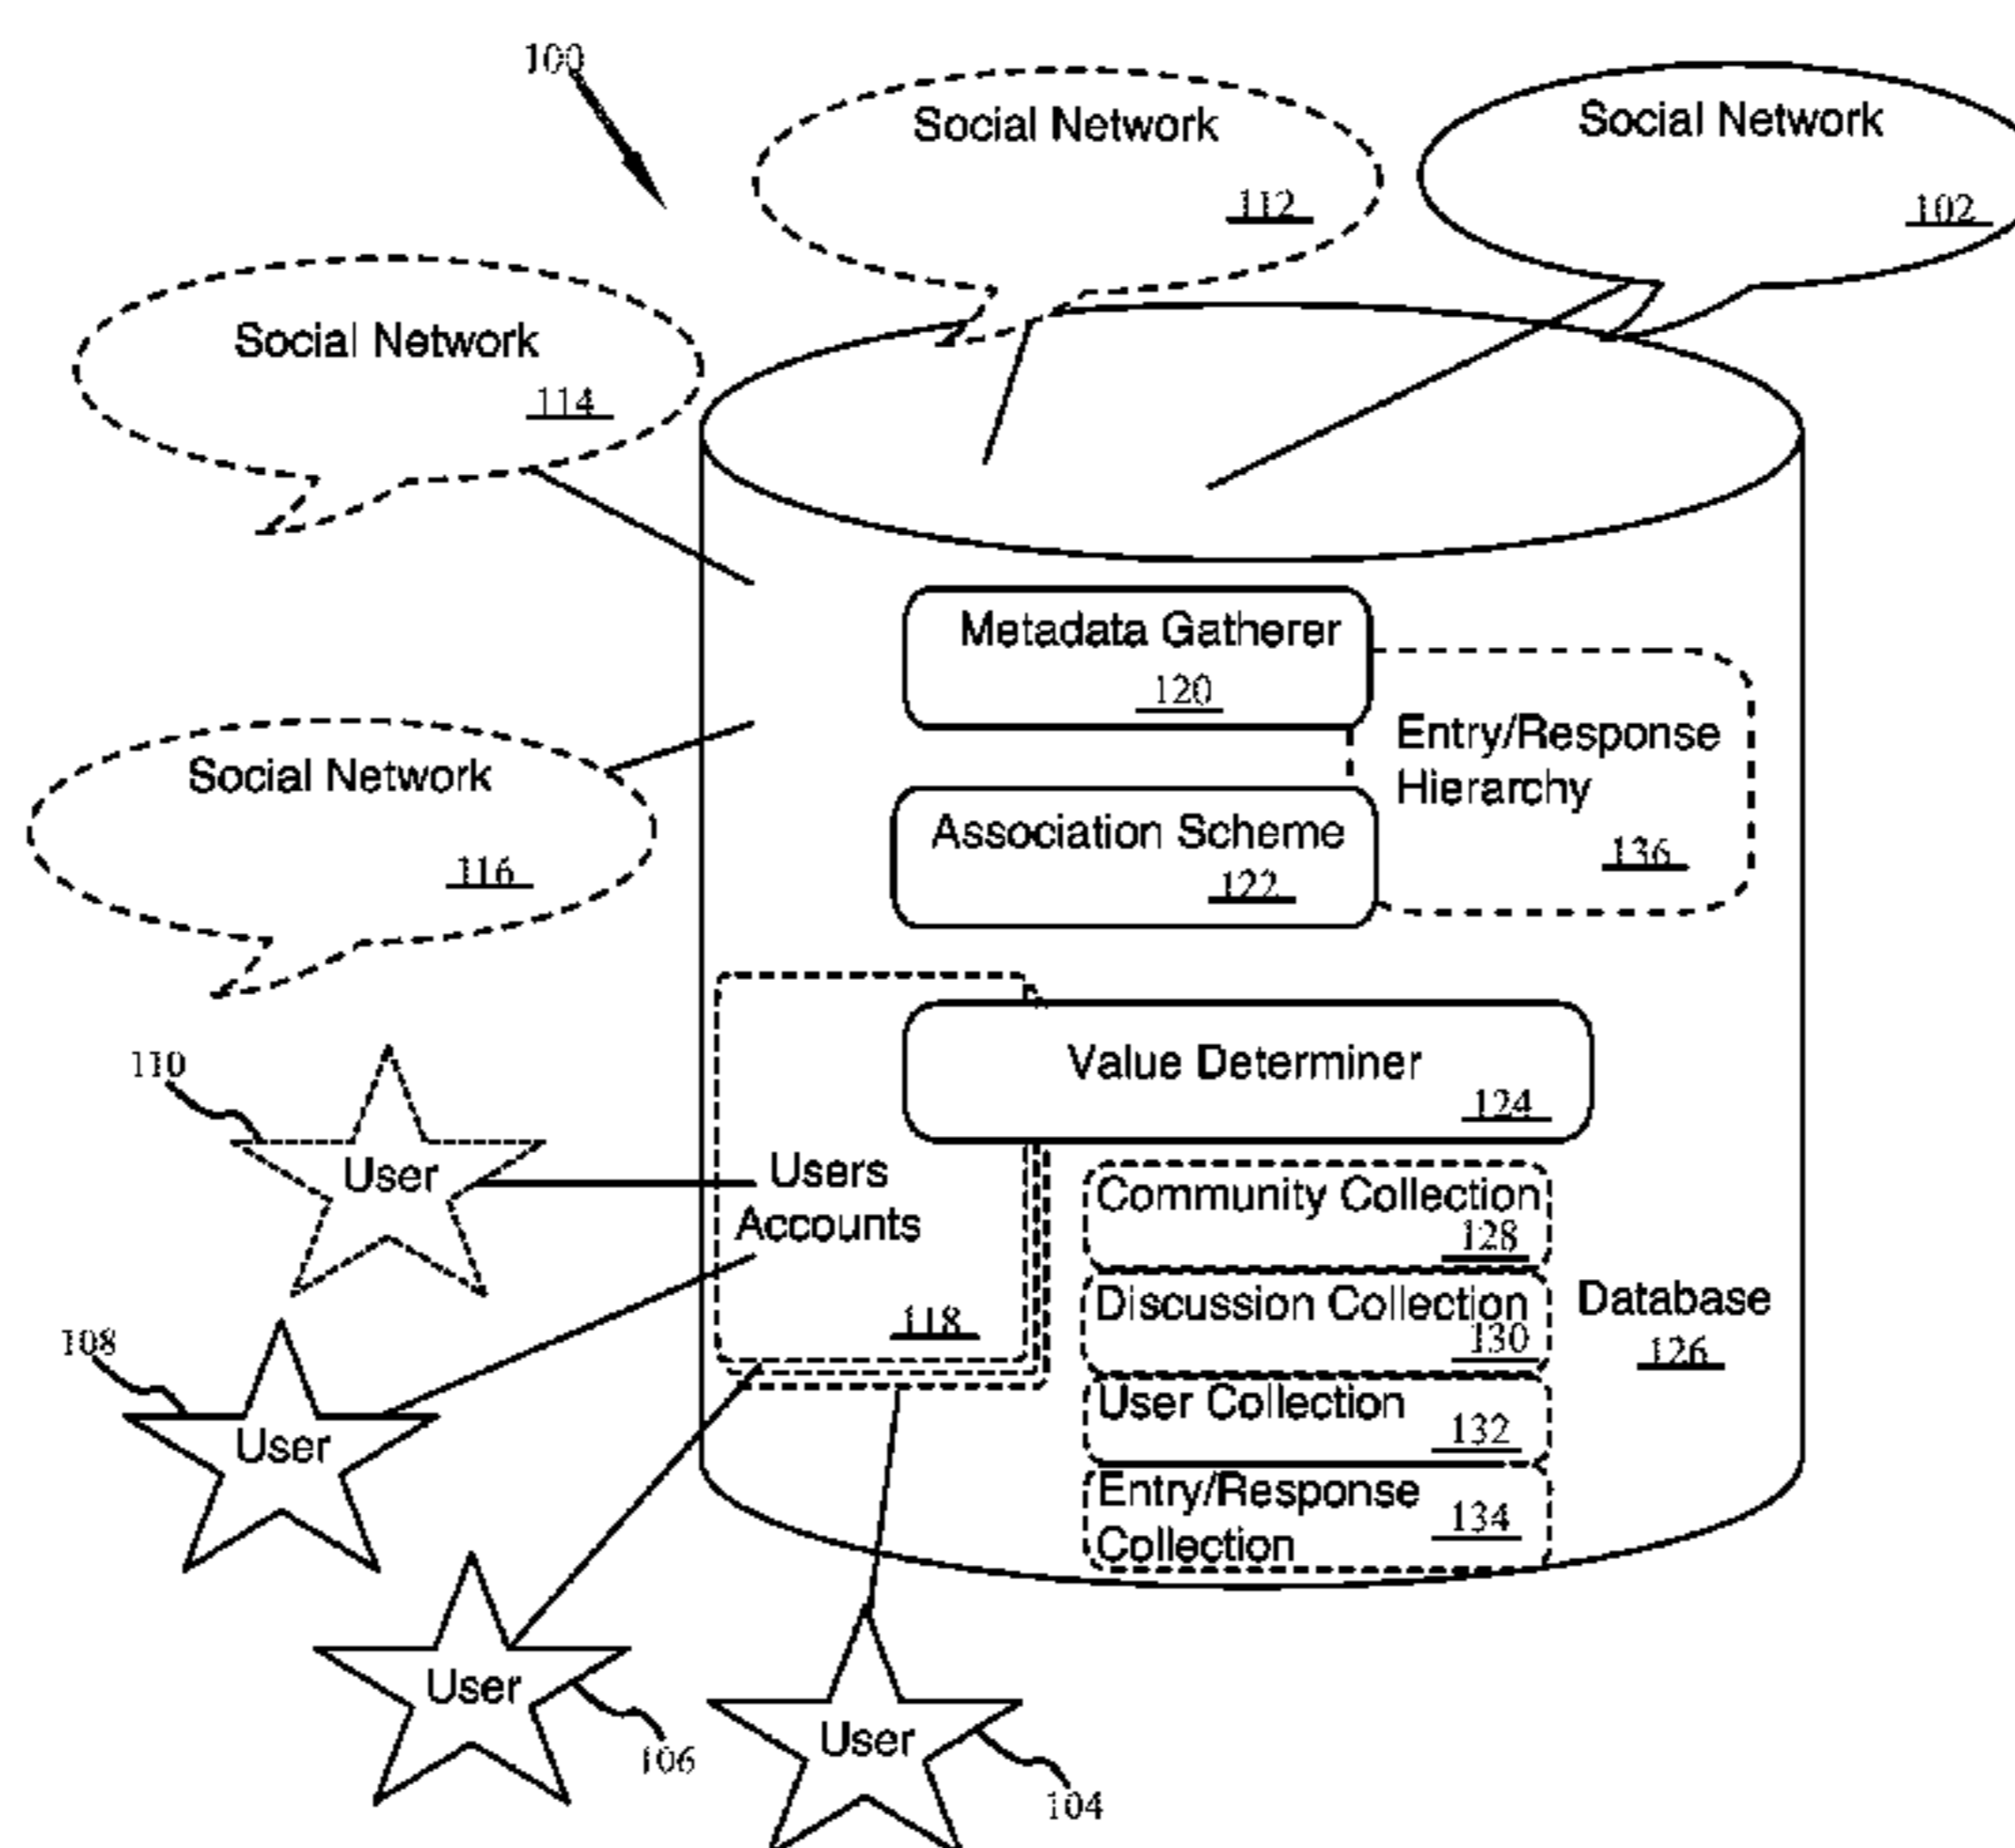 100
Social Network
112
Social Network
102
Social Network
114
Metadata Gatherer
120
Entry/Response
Hierarchy
136
Social Network
116
Association Scheme
122
Value Determiner
124
110
User
Users
Accounts
118
Community Collection
128
Discussion Collection
130
User Collection
132
Entry/Response
Collection
134
Database
126
108
User
User
106
User
104